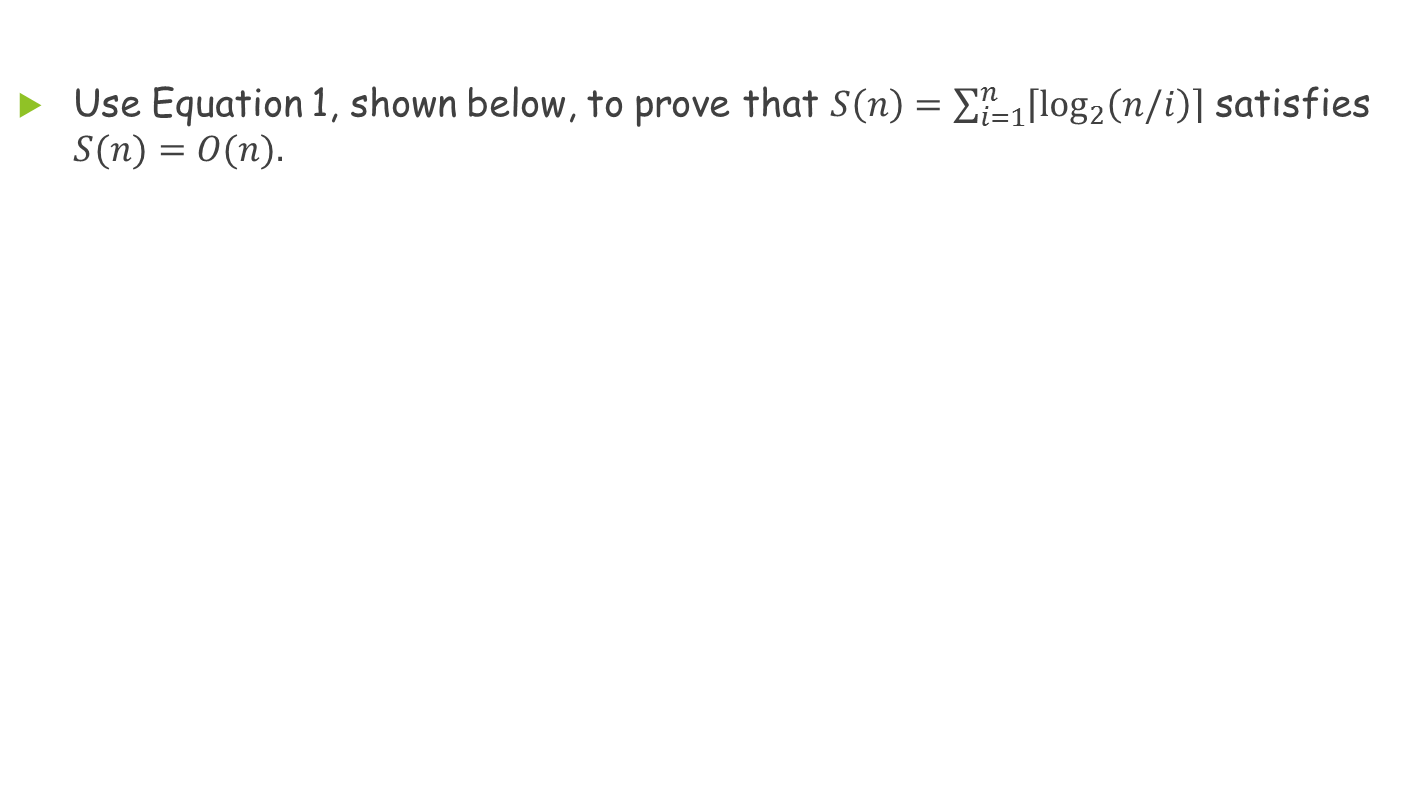 Use Equation 1, shown below, to prove that 𝑆(𝑛) = ∑ᵢ₌₁ⁿ⌈log₂(𝑛/𝑖)⌉ satisfies
𝑆(𝑛) = 𝑂(𝑛).